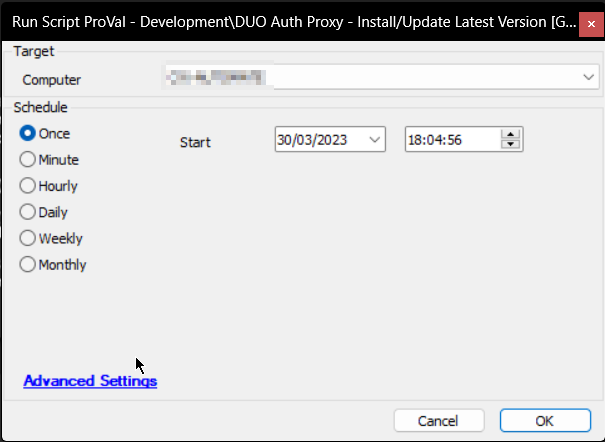 Run Script ProVal - Development\DUO Auth Proxy - Install/Update Latest Version [G...
Target
Computer
Schedule
Once
Start
30/03/2023
18:04:56
Minute
Hourly
Daily
Weekly
Monthly
Advanced Settings
Cancel
OK